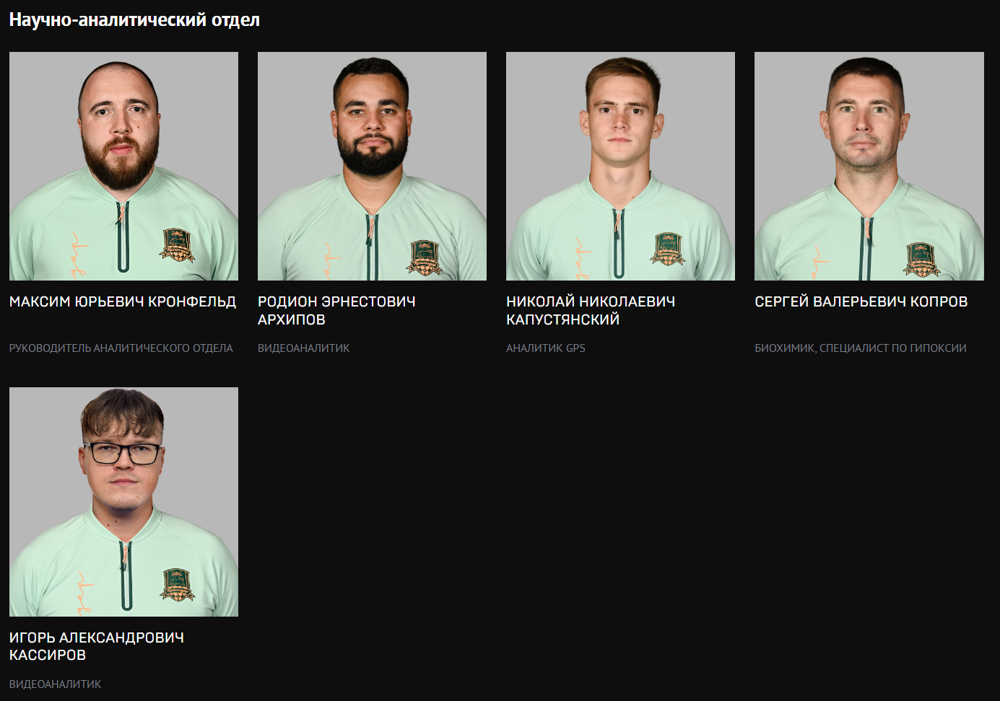 Научно-аналитический отдел
МАКСИМ ЮРЬЕВИЧ КРОНФЕЛЬД
РУКОВОДИТЕЛЬ АНАЛИТИЧЕСКОГО ОТДЕЛА
РОДИОН ЭРНЕСТОВИЧ
АРХИПОВ
ВИДЕОАНАЛИТИК
НИКОЛАЙ НИКОЛАЕВИЧ
КАПУСТЯНСКИЙ
АНАЛИТИК GPS
СЕРГЕЙ ВАЛЕРЬЕВИЧ КОПРОВ
БИОХИМИК, СПЕЦИАЛИСТ ПО ГИПОКСИИ
ИГОРЬ АЛЕКСАНДРОВИЧ
КАССИРОВ
ВИДЕОАНАЛИТИК